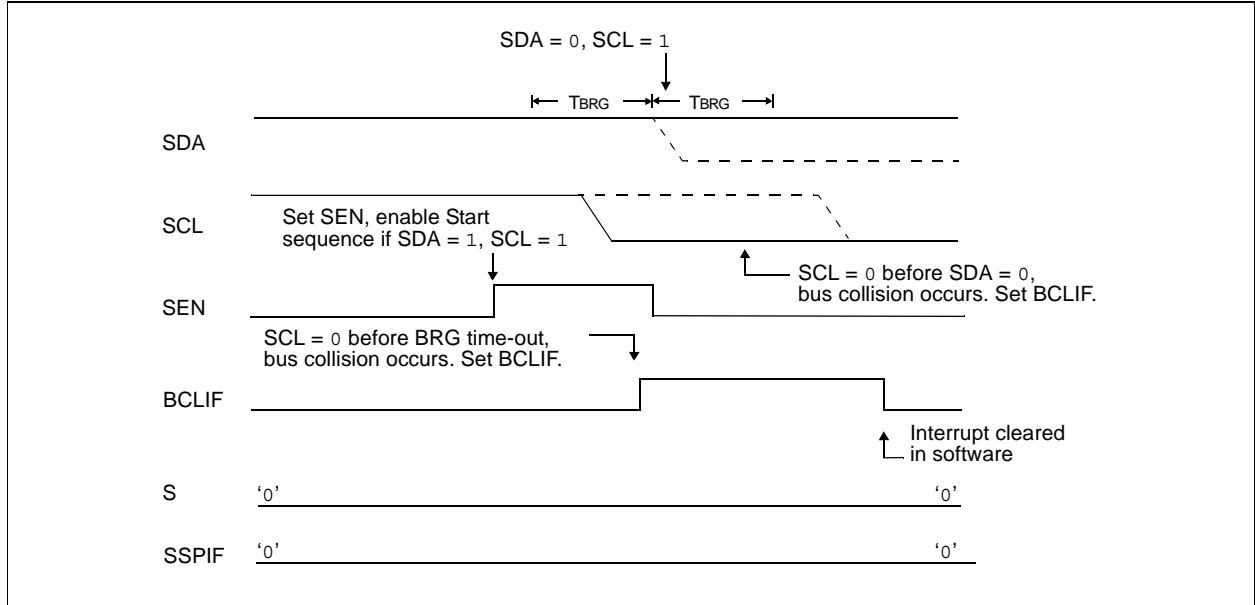 SDA = 0, SCL = 1
TBRG TBRG
SDA
SCL
Set SEN, enable Start
sequence if SDA = 1, SCL = 1
SCL = 0 before SDA = 0,
bus collision occurs. Set BCLIF.
SEN
SCL = 0 before BRG time-out,
bus collision occurs. Set BCLIF.
BCLIF
Interrupt cleared
in software
S ‘0’ ‘0’
SSPIF ‘0’ ‘0’